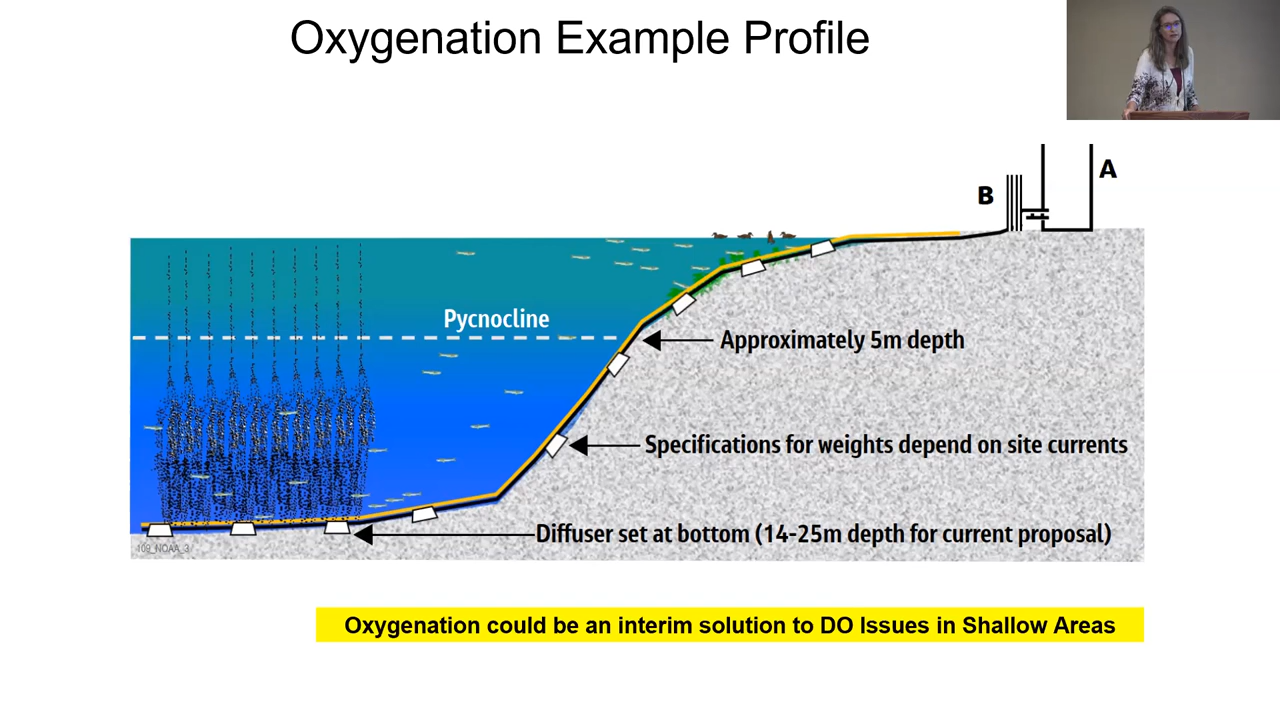 Oxygenation Example Profile
A
B
Pycnocline
Approximately 5m depth
Specifications for weights depend on site currents
Diffuser set at bottom (14-25m depth for current proposal)
109_NOAA_3
Oxygenation could be an interim solution to DO Issues in Shallow Areas